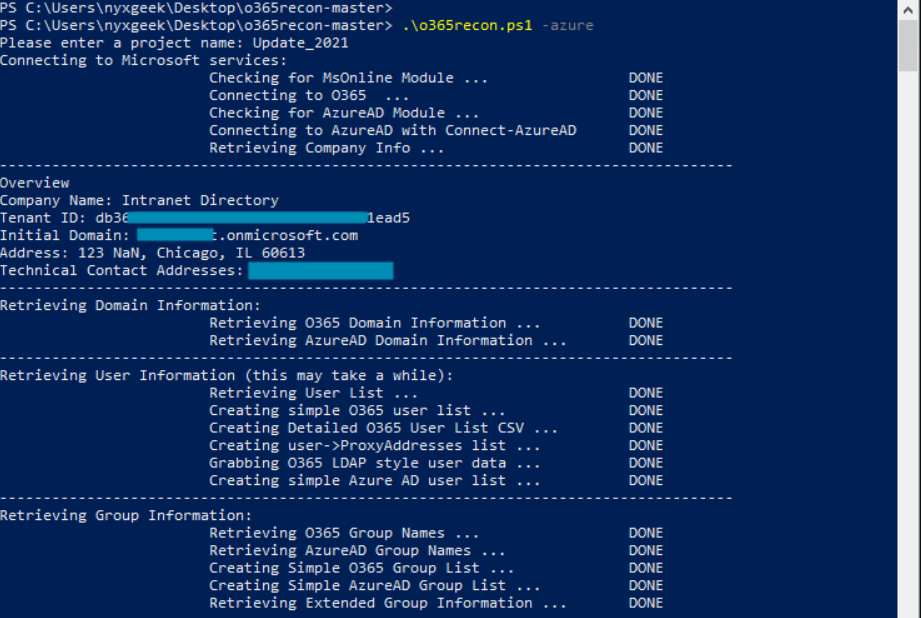 PS C:\Users\nyxgeek\Desktop\o365recon-master>
PS C:\Users\nyxgeek\Desktop\o365recon-master> .\o365recon.ps1 -azure
Please enter a project name: Update_2021
Connecting to Microsoft services:
Checking for MsOnline Module ... DONE
Connecting to O365 ... DONE
Checking for AzureAD Module ... DONE
Connecting to AzureAD with Connect-AzureAD DONE
Retrieving Company Info ... DONE
------------------------------------------------------------------------------------
Overview
Company Name: Intranet Directory
Tenant ID: db36 1ead5
Initial Domain: t.onmicrosoft.com
Address: 123 NaN, Chicago, IL 60613
Technical Contact Addresses:
------------------------------------------------------------------------------------
Retrieving Domain Information:
Retrieving O365 Domain Information ... DONE
Retrieving AzureAD Domain Information ... DONE
------------------------------------------------------------------------------------
Retrieving User Information (this may take a while):
Retrieving User List ... DONE
Creating simple O365 user list ... DONE
Creating Detailed O365 User List CSV ... DONE
Creating user->ProxyAddresses list ... DONE
Grabbing O365 LDAP style user data ... DONE
Creating simple Azure AD user list ... DONE
------------------------------------------------------------------------------------
Retrieving Group Information:
Retrieving O365 Group Names ... DONE
Retrieving AzureAD Group Names ... DONE
Creating Simple O365 Group List ... DONE
Creating Simple AzureAD Group List ... DONE
Retrieving Extended Group Information ... DONE